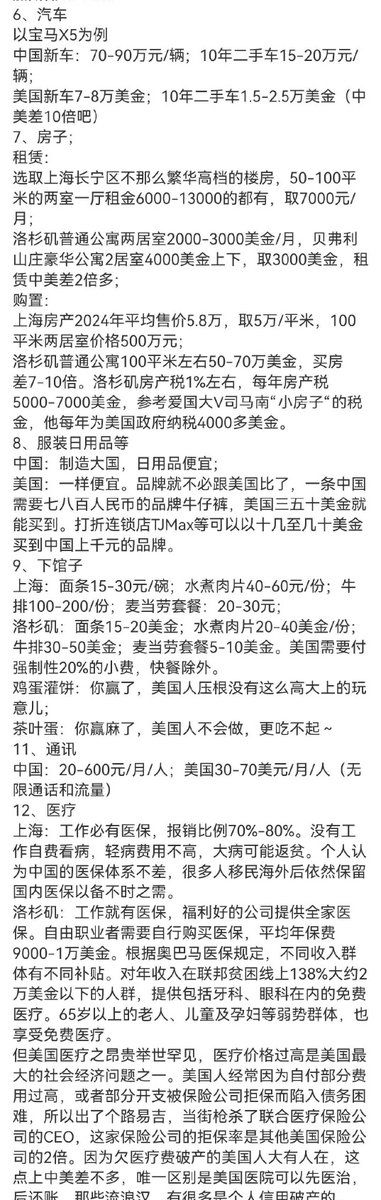 6、汽车
以宝马X5为例
中国新车：70-90万元/辆；10年二手车15-20万元/
辆；
美国新车7-8万美金；10年二手车1.5-2.5万美金（中
美差10倍吧）
7、房子；
租赁：
选取上海长宁区不那么繁华高档的楼房，50-100平
米的两室一厅租金6000-13000的都有，取7000元/
月；
洛杉矶普通公寓两居室2000-3000美金/月，贝弗利
山庄豪华公寓2居室4000美金上下，取3000美金，租
赁中美差2倍多；
购置：
上海房产2024年平均售价5.8万，取5万/平米，100
平米两居室价格500万元；
洛杉矶普通公寓100平米左右50-70万美金，买房
差7-10倍。洛杉矶房产税1%左右，每年房产税
5000-7000美金，参考爱国大V司马南“小房子“的税
金，他每年为美国政府纳税4000多美金。
8、服装日用品等
中国：制造大国，日用品便宜；
美国：一样便宜。品牌就不必跟美国比了，一条中国
需要七八百人民币的品牌牛仔裤，美国三五十美金就
能买到。打折连锁店TJMax等可以以十几至几十美金
买到中国上千元的品牌。
9、下馆子
上海：面条15-30元/碗；水煮肉片40-60元/份；牛
排100-200/份；麦当劳套餐：20-30元；
洛杉矶：面条15-20美金；水煮肉片20-40美金/份；
牛排30-50美金；麦当劳套餐5-10美金。美国需要付
强制性20%的小费，快餐除外。
鸡蛋灌饼：你赢了，美国人压根没有这么高大上的玩
意儿；
茶叶蛋：你赢麻了，美国人不会做，更吃不起～
11、通讯
中国：20-600元/月/人；美国30-70美元/月/人（无
限通话和流量）
12、医疗
上海：工作必有医保，报销比例70%-80%。没有工
作自费看病，轻病费用不高，大病可能返贫。个人认
为中国的医保体系不差，很多人移民海外后依然保留
国内医保以备不时之需。
洛杉矶：工作就有医保，福利好的公司提供全家医
保。自由职业者需要自行购买医保，平均年保费
9000-1万美金。根据奥巴马医保规定，不同收入群
体有不同补贴。对年收入在联邦贫困线上138%大约2
万美金以下的人群，提供包括牙科、眼科在内的免费
医疗。65岁以上的老人、儿童及孕妇等弱势群体，也
享受免费医疗。
但美国医疗之昂贵举世罕见，医疗价格过高是美国最
大的社会经济问题之一。美国人经常因为自付部分费
用过高，或者部分开支被保险公司拒保而陷入债务困
难，所以出了个路易吉，当街枪杀了联合医疗保险公
司的CEO，这家保险公司的拒保率是其他美国保险公
司的2倍。因为欠医疗费破产的美国人大有人在，这
点上中美差不多，唯一区别是美国医院可以先医治，
后还账。那些流浪汉，有很多是个人信用破产的